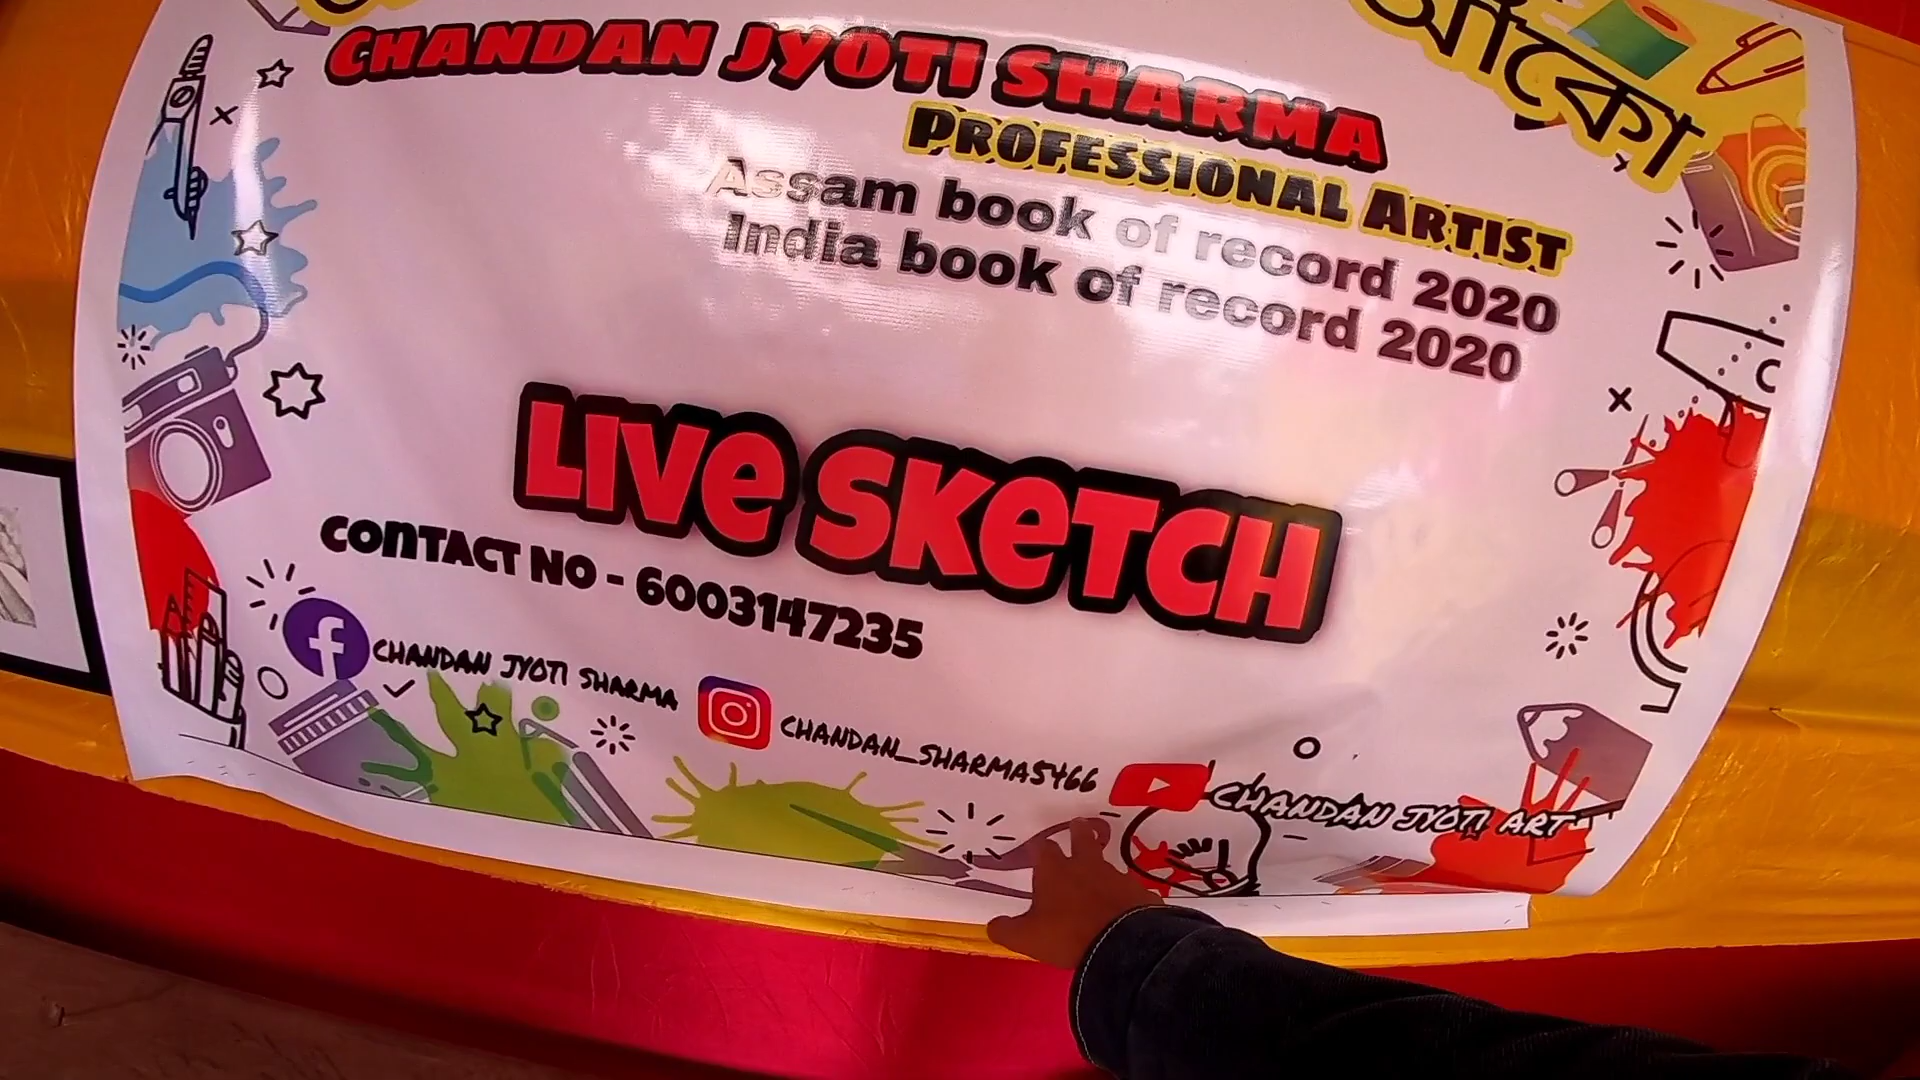 আঁকো
CHANDAN JYOTI SHARMA
PROFESSIONAL ARTIST
Assam book of record 2020
India book of record 2020
LIVE SKETCH
CONTACT NO - 6003147235
CHANDAN JYOTI SHARMA
CHANDAN_SHARMA5466
CHANDAN JYOTI ART